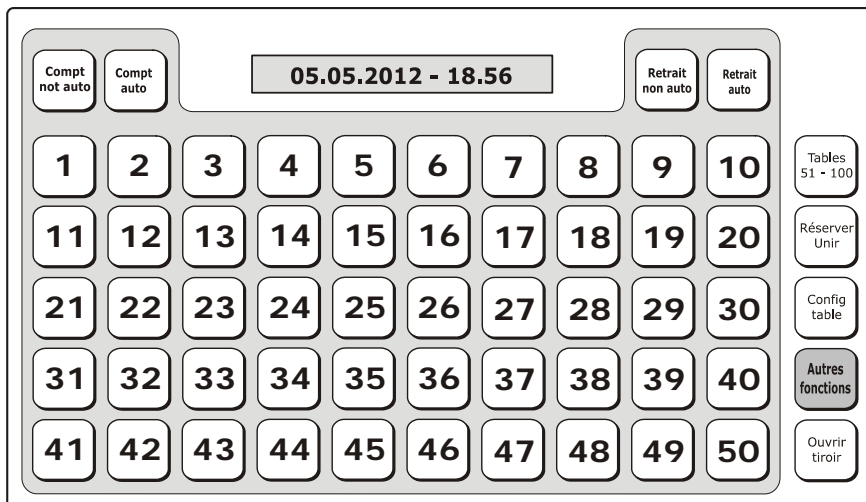 Compt
not auto
Compt
auto
05.05.2012 - 18.56
Retrait
non auto
Retrait
auto
1 2 3 4 5 6 7 8 9 10
Tables
51 - 100
11 12 13 14 15 16 17 18 19 20
Réserver
Unir
21 22 23 24 25 26 27 28 29 30
Config
table
31 32 33 34 35 36 37 38 39 40
Autres
fonctions
41 42 43 44 45 46 47 48 49 50
Ouvrir
tiroir